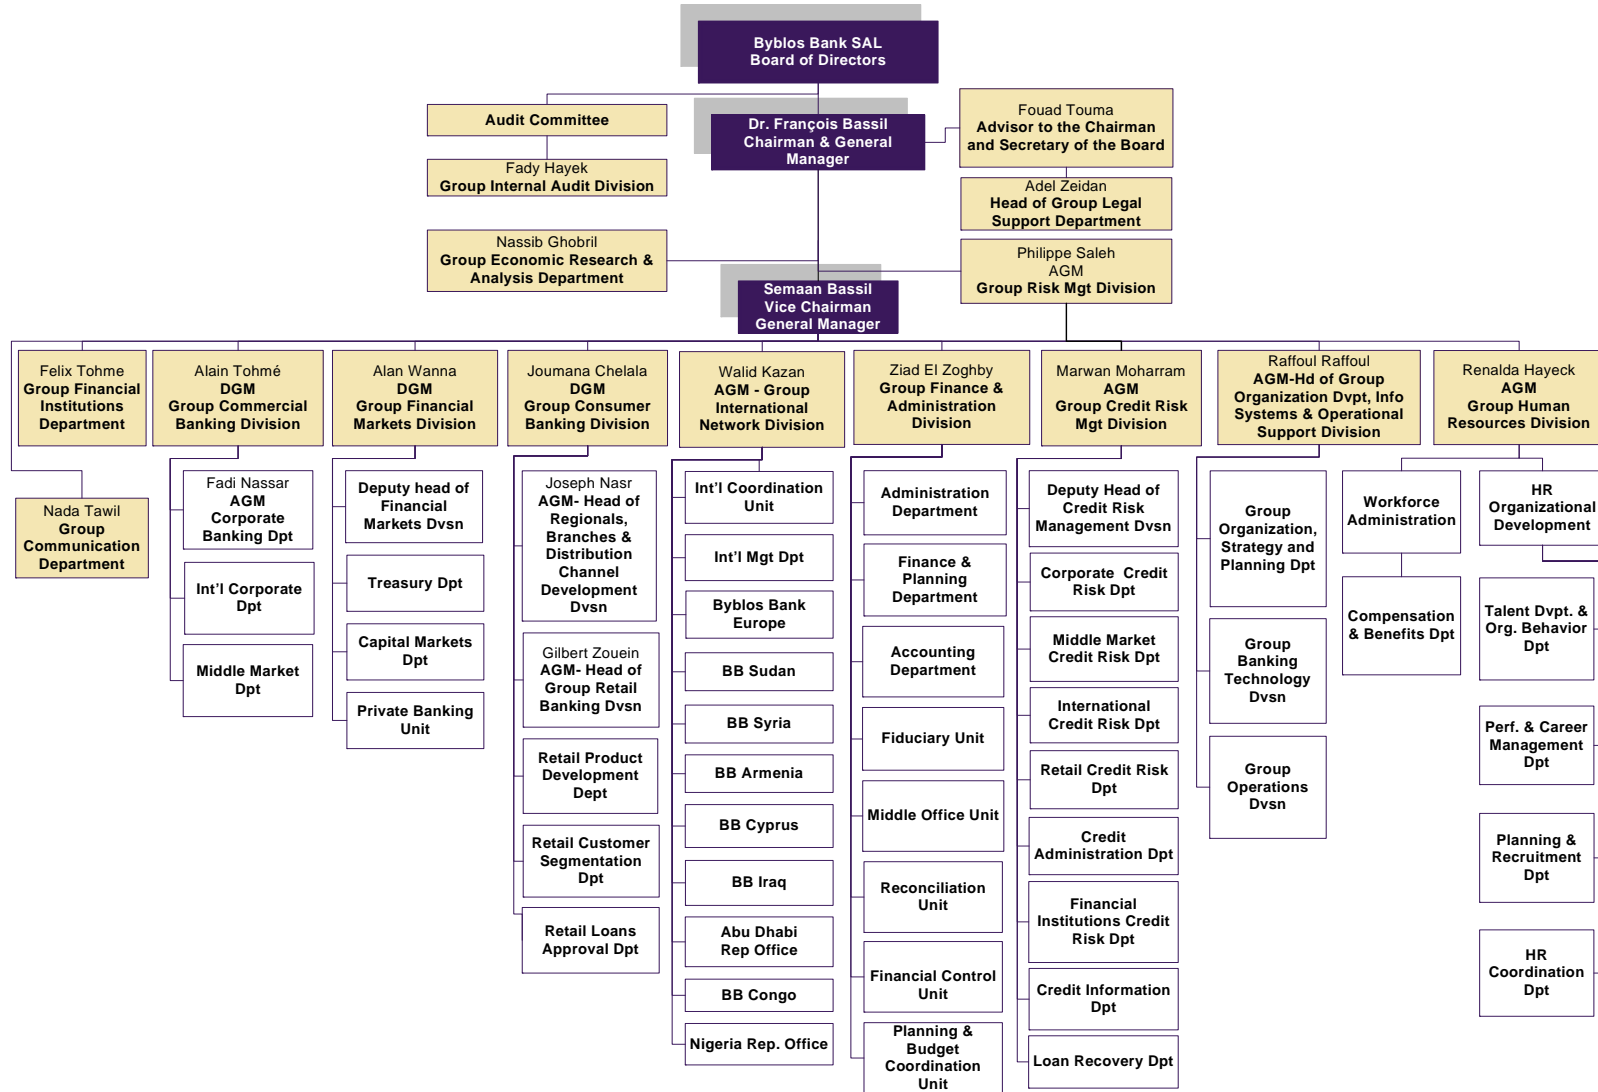 Byblos Bank SAL
Board of Directors
Audit Committee
Dr. François Bassil
Chairman & General
Manager
Fouad Touma
Advisor to the Chairman
and Secretary of the Board
Fady Hayek
Group Internal Audit Division
Adel Zeidan
Head of Group Legal
Support Department
Nassib Ghobril
Group Economic Research &
Analysis Department
Philippe Saleh
AGM
Group Risk Mgt Division
Semaan Bassil
Vice Chairman
General Manager
Felix Tohme
Group Financial
Institutions
Department
Nada Tawil
Group
Communication
Department
Alain Tohmé
DGM
Group Commercial
Banking Division
Fadi Nassar
AGM
Corporate
Banking Dpt
Int'l Corporate
Dpt
Middle Market
Dpt
Alan Wanna
DGM
Group Financial
Markets Division
Deputy head of
Financial
Markets Dvsn
Treasury Dpt
Capital Markets
Dpt
Private Banking
Unit
Joumana Chelala
DGM
Group Consumer
Banking Division
Joseph Nasr
AGM- Head of
Regionals,
Branches &
Distribution
Channel
Development
Dvsn
Gilbert Zouein
AGM- Head of
Group Retail
Banking Dvsn
Retail Product
Development
Dept
Retail Customer
Segmentation
Dpt
Retail Loans
Approval Dpt
Walid Kazan
AGM - Group
International
Network Division
Int'l Coordination
Unit
Int'l Mgt Dpt
Byblos Bank
Europe
BB Sudan
BB Syria
BB Armenia
BB Cyprus
BB Iraq
Abu Dhabi
Rep Office
BB Congo
Nigeria Rep. Office
Ziad El Zoghby
Group Finance &
Administration
Division
Administration
Department
Finance &
Planning
Department
Accounting
Department
Fiduciary Unit
Middle Office Unit
Reconciliation
Unit
Financial Control
Unit
Planning &
Budget
Coordination
Unit
Marwan Moharram
AGM
Group Credit Risk
Mgt Division
Deputy Head of
Credit Risk
Management Dvsn
Corporate Credit
Risk Dpt
Middle Market
Credit Risk Dpt
International
Credit Risk Dpt
Retail Credit Risk
Dpt
Credit
Administration Dpt
Financial
Institutions Credit
Risk Dpt
Credit Information
Dpt
Loan Recovery Dpt
Raffoul Raffoul
AGM-Hd of Group
Organization Dvpt, Info
Systems & Operational
Support Division
Group
Organization,
Strategy and
Planning Dpt
Group
Banking
Technology
Dvsn
Group
Operations
Dvsn
Renalda Hayeck
AGM
Group Human
Resources Division
Workforce
Administration
Compensation
& Benefits Dpt
HR
Organizational
Development
Talent Dvpt. &
Org. Behavior
Dpt
Perf. & Career
Management
Dpt
Planning &
Recruitment
Dpt
HR
Coordination
Dpt